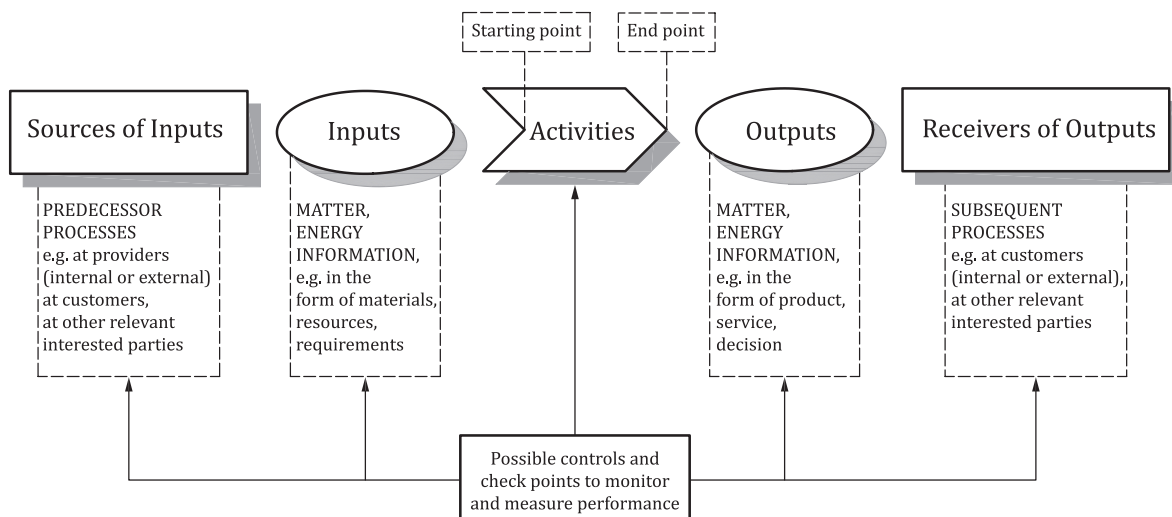 Starting point
End point
Sources of Inputs
Inputs
Activities
Outputs
Receivers of Outputs
PREDECESSOR
PROCESSES
e.g. at providers
(internal or external)
at customers,
at other relevant
interested parties
MATTER,
ENERGY
INFORMATION,
e.g. in the
form of materials,
resources,
requirements
MATTER,
ENERGY
INFORMATION,
e.g. in the
form of product,
service,
decision
SUBSEQUENT
PROCESSES
e.g. at customers
(internal or external),
at other relevant
interested parties
Possible controls and
check points to monitor
and measure performance